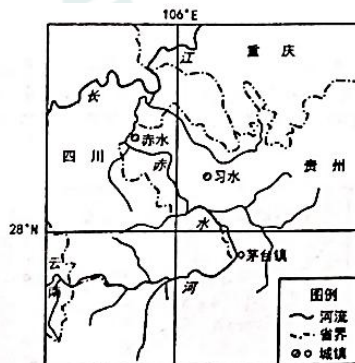 106°E
重庆
江
长
赤水
四川
赤
习水
贵州
28°N
水
茅台镇
云
南
河
图例
河流
省界
城镇